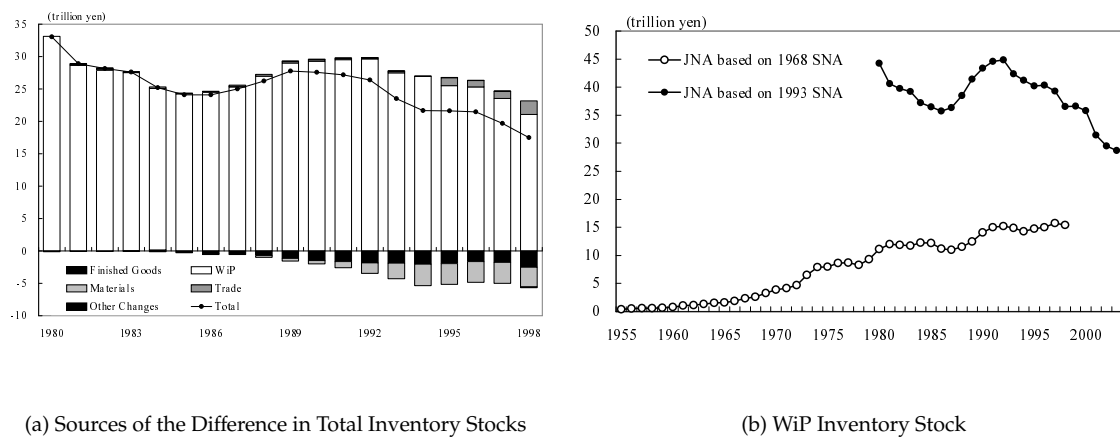 (trillion yen)
35
30
25
20
15
10
5
0
-5
-10
Finished Goods
WiP
Materials
Trade
Other Changes
Total
1980 1983 1986 1989 1992 1995 1998
(a) Sources of the Difference in Total Inventory Stocks
(trillion yen)
50
45
40
35
30
25
20
15
10
5
0
JNA based on 1968 SNA
JNA based on 1993 SNA
1955 1960 1965 1970 1975 1980 1985 1990 1995 2000
(b) WiP Inventory Stock